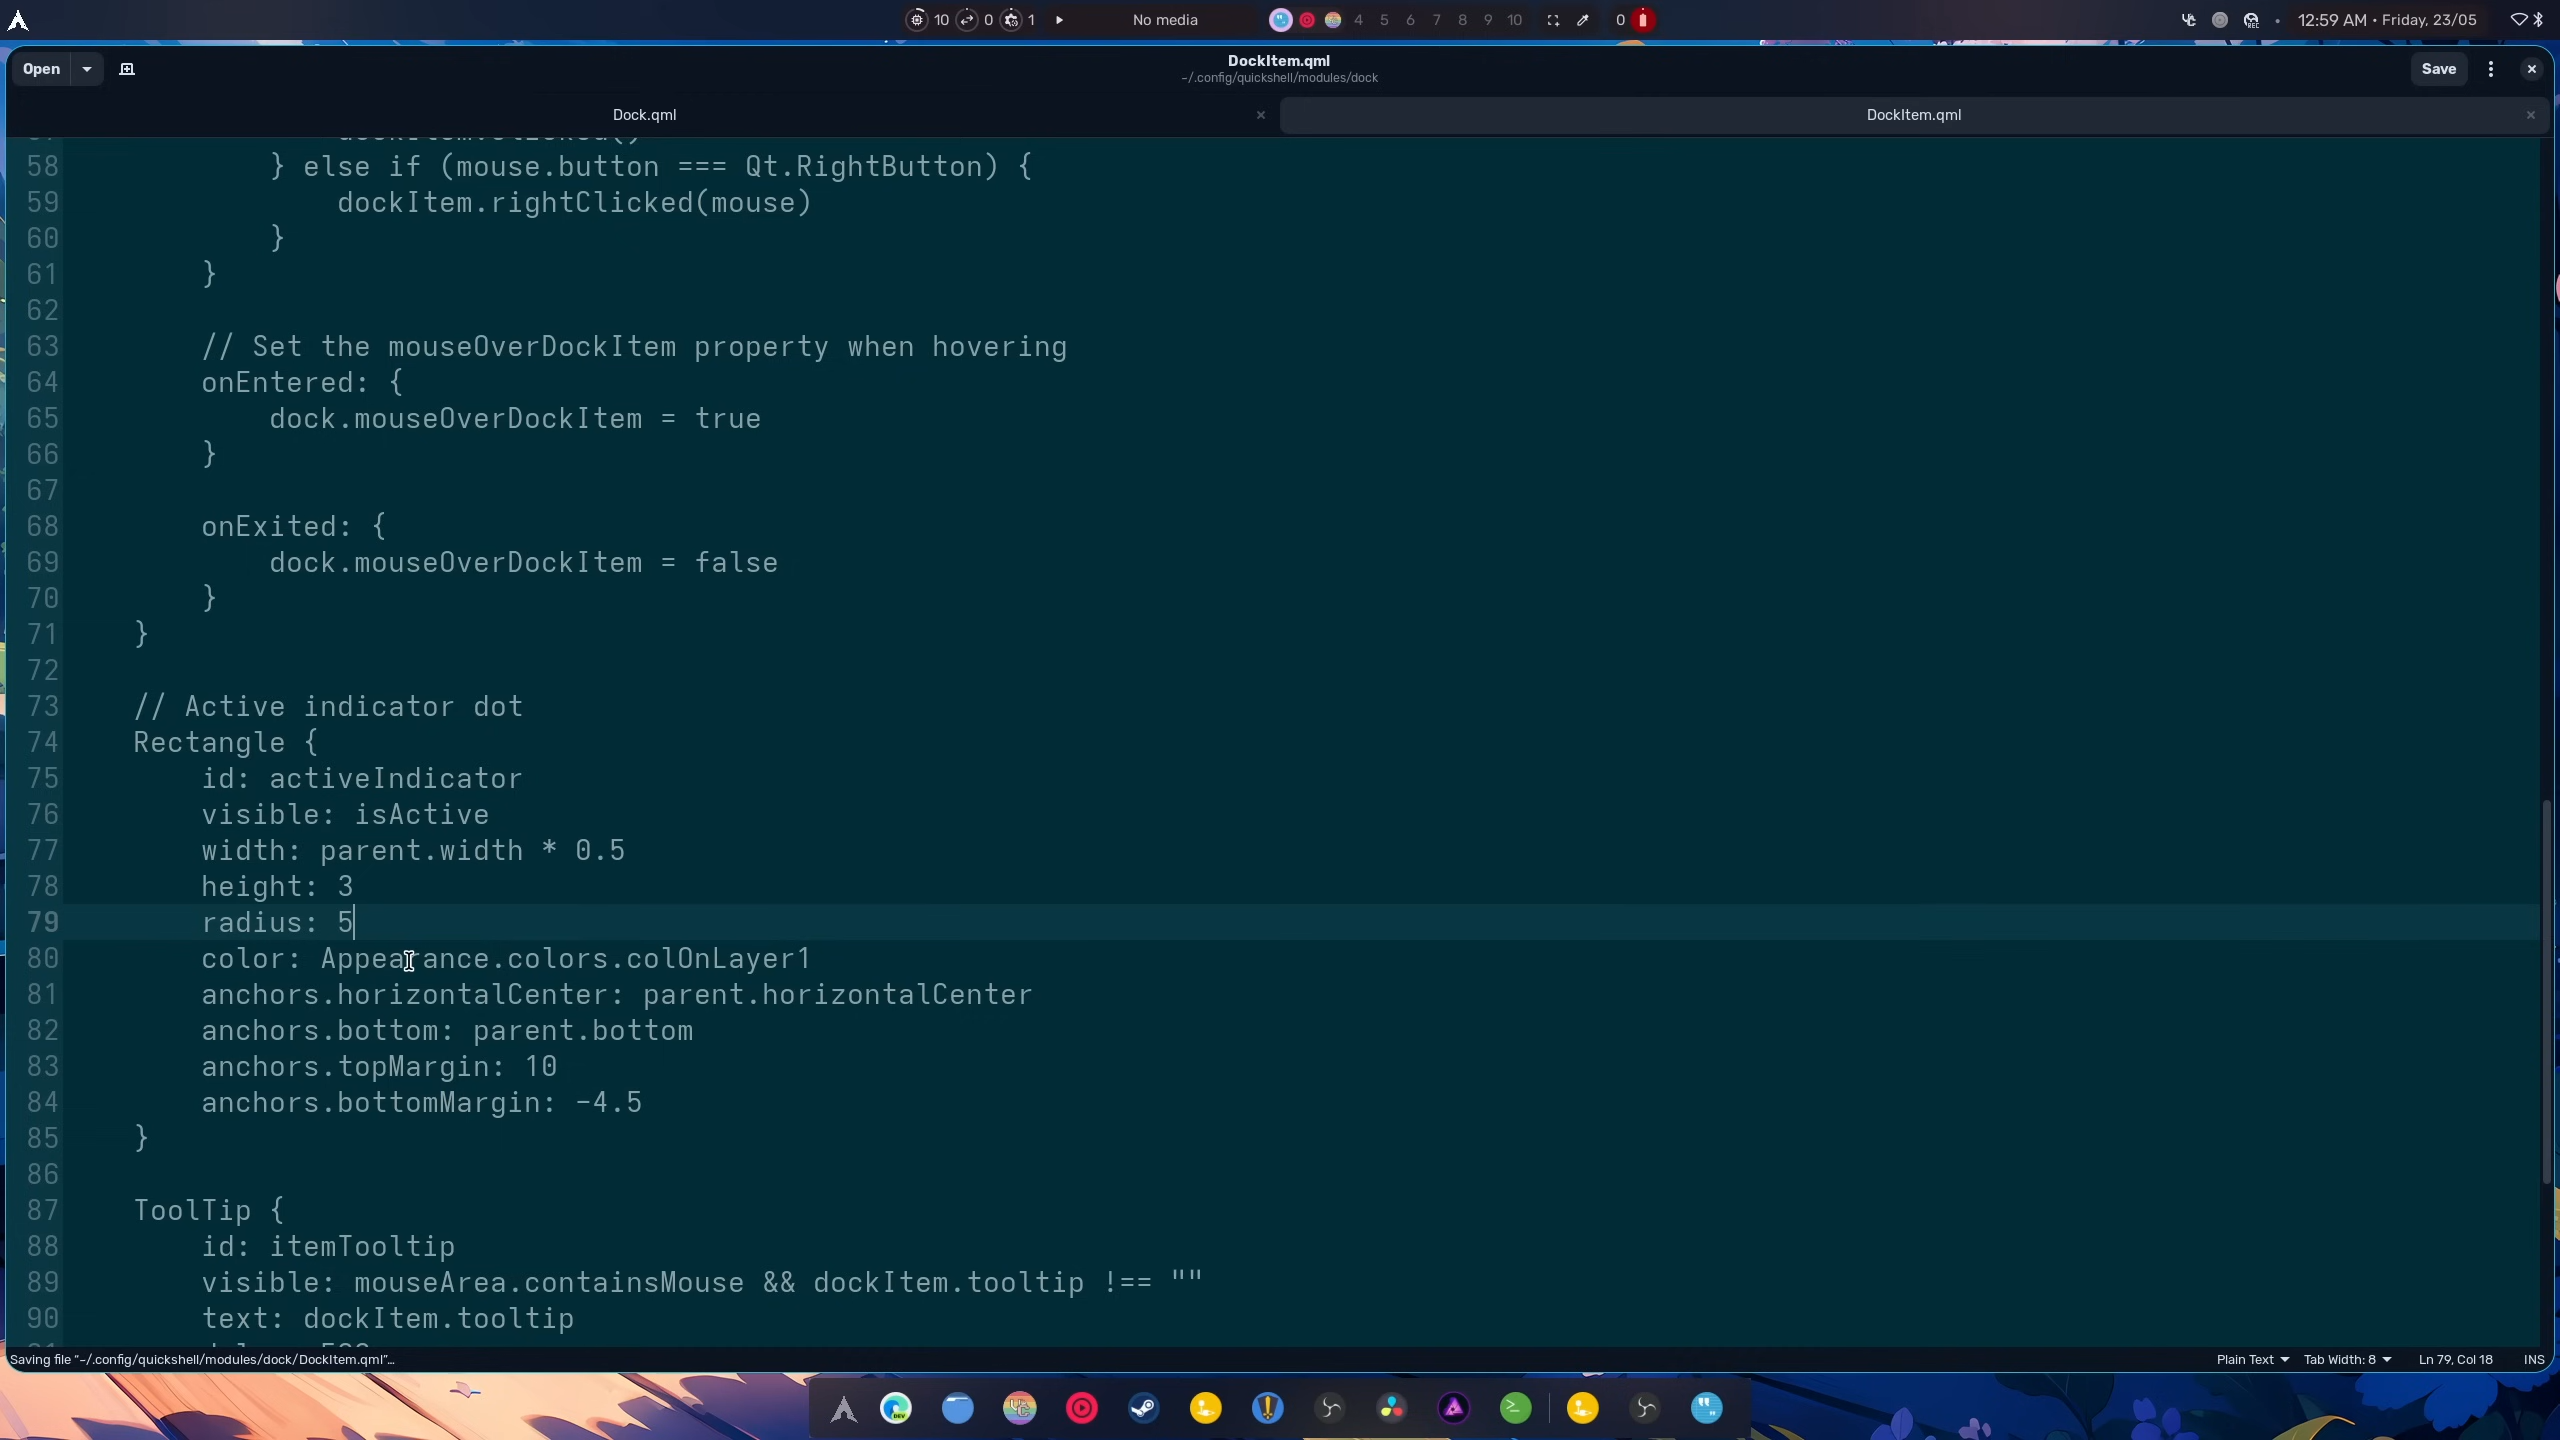 10 0 1 No media 4 5 6 7 8 9 10 0 12:59 AM • Friday, 23/05
Open DockItem.qml Save
~/.config/quickshell/modules/dock
Dock.qml DockItem.qml
58 } else if (mouse.button === Qt.RightButton) {
59 dockItem.rightClicked(mouse)
60 }
61 }
62
63 // Set the mouseOverDockItem property when hovering
64 onEntered: {
65 dock.mouseOverDockItem = true
66 }
67
68 onExited: {
69 dock.mouseOverDockItem = false
70 }
71 }
72
73 // Active indicator dot
74 Rectangle {
75 id: activeIndicator
76 visible: isActive
77 width: parent.width * 0.5
78 height: 3
79 radius: 5
80 color: Appearance.colors.colOnLayer1
81 anchors.horizontalCenter: parent.horizontalCenter
82 anchors.bottom: parent.bottom
83 anchors.topMargin: 10
84 anchors.bottomMargin: -4.5
85 }
86
87 ToolTip {
88 id: itemTooltip
89 visible: mouseArea.containsMouse && dockItem.tooltip !== ""
90 text: dockItem.tooltip
Saving file “~/.config/quickshell/modules/dock/DockItem.qml”… Plain Text Tab Width: 8 Ln 79, Col 18 INS